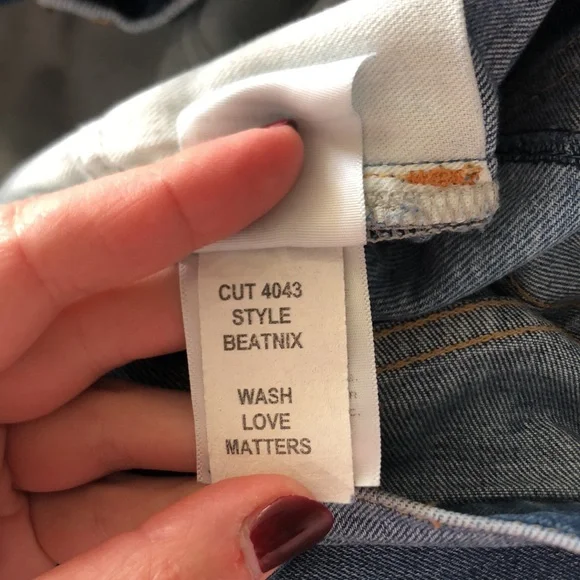 CUT 4043
STYLE
BEATNIX
WASH
LOVE
MATTERS